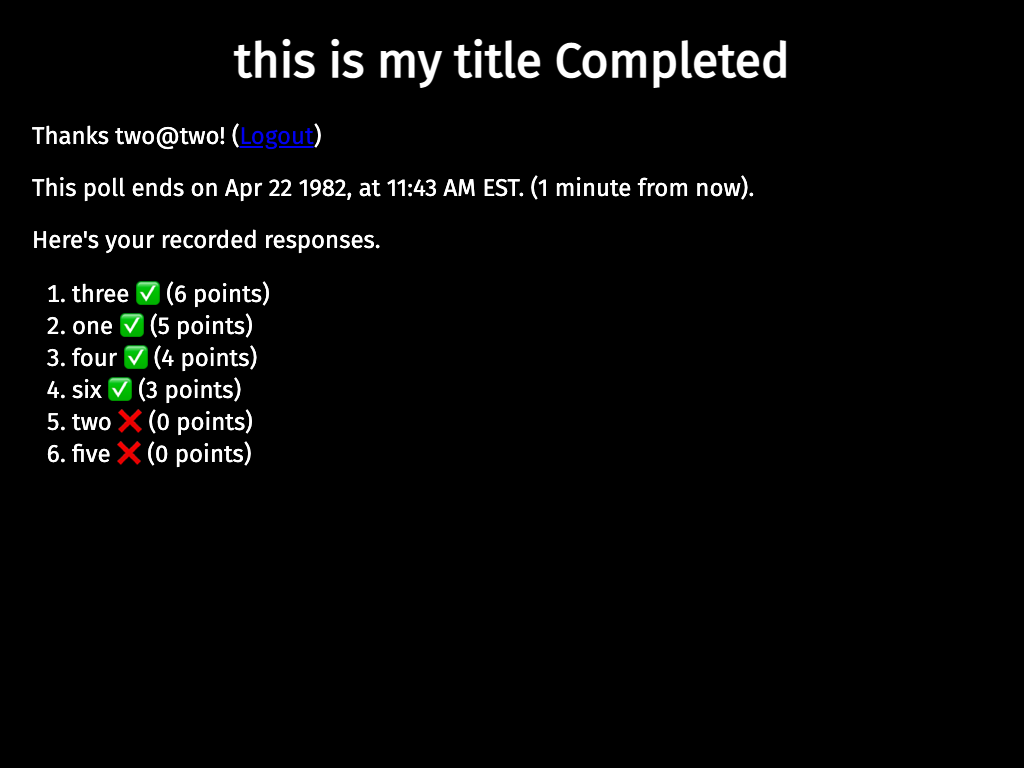 this is my title Completed
Thanks two@two! (Logout)
This poll ends on Apr 22 1982, at 11:43 AM EST. (1 minute from now).
Here's your recorded responses.
1. three ✅ (6 points)
2. one ✅ (5 points)
3. four ✅ (4 points)
4. six ✅ (3 points)
5. two ❌ (0 points)
6. five ❌ (0 points)